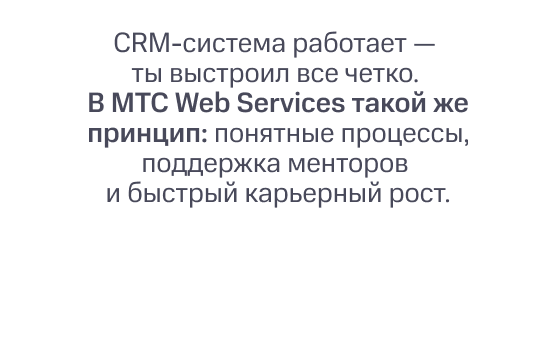 CRM-система работает —
ты выстроил все четко.
В МТС Web Services такой же
принцип: понятные процессы,
поддержка менторов
и быстрый карьерный рост.